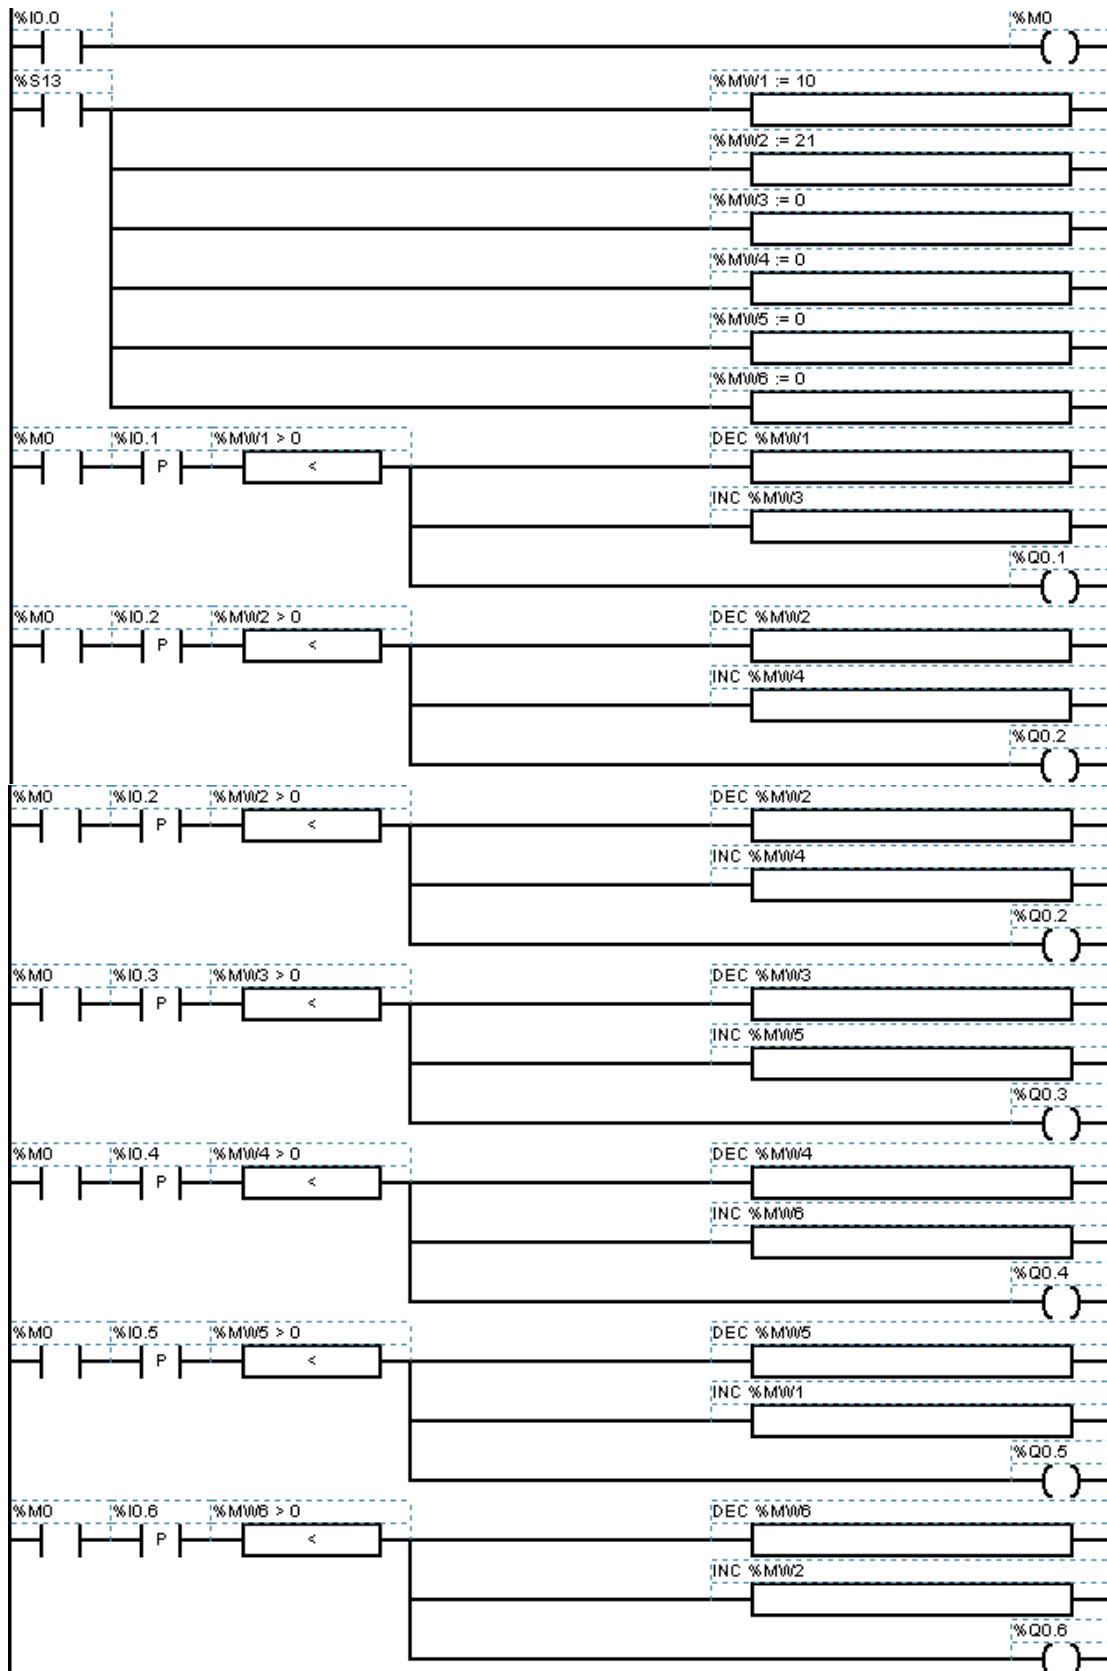 %I0.0 %M0
%S13 %MW1 := 10
%MW2 := 21
%MW3 := 0
%MW4 := 0
%MW5 := 0
%MW6 := 0
%M0 %I0.1 %MW1 > 0 DEC %MW1
P <
INC %MW3
%Q0.1
%M0 %I0.2 %MW2 > 0 DEC %MW2
P <
INC %MW4
%Q0.2
%M0 %I0.2 %MW2 > 0 DEC %MW2
P <
INC %MW4
%Q0.2
%M0 %I0.3 %MW3 > 0 DEC %MW3
P <
INC %MW5
%Q0.3
%M0 %I0.4 %MW4 > 0 DEC %MW4
P <
INC %MW6
%Q0.4
%M0 %I0.5 %MW5 > 0 DEC %MW5
P <
INC %MW1
%Q0.5
%M0 %I0.6 %MW6 > 0 DEC %MW6
P <
INC %MW2
%Q0.6